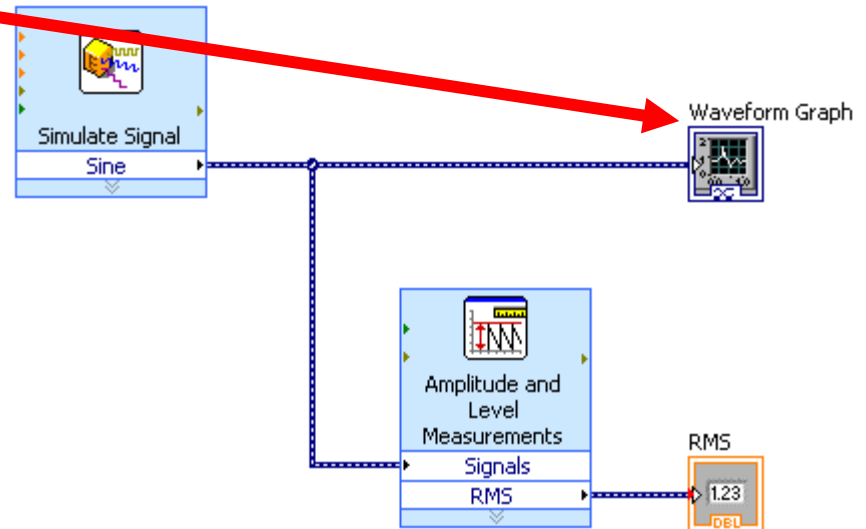 Waveform Graph
Simulate Signal
Sine
Amplitude and
Level
Measurements
Signals
RMS
RMS
1.23
DBL